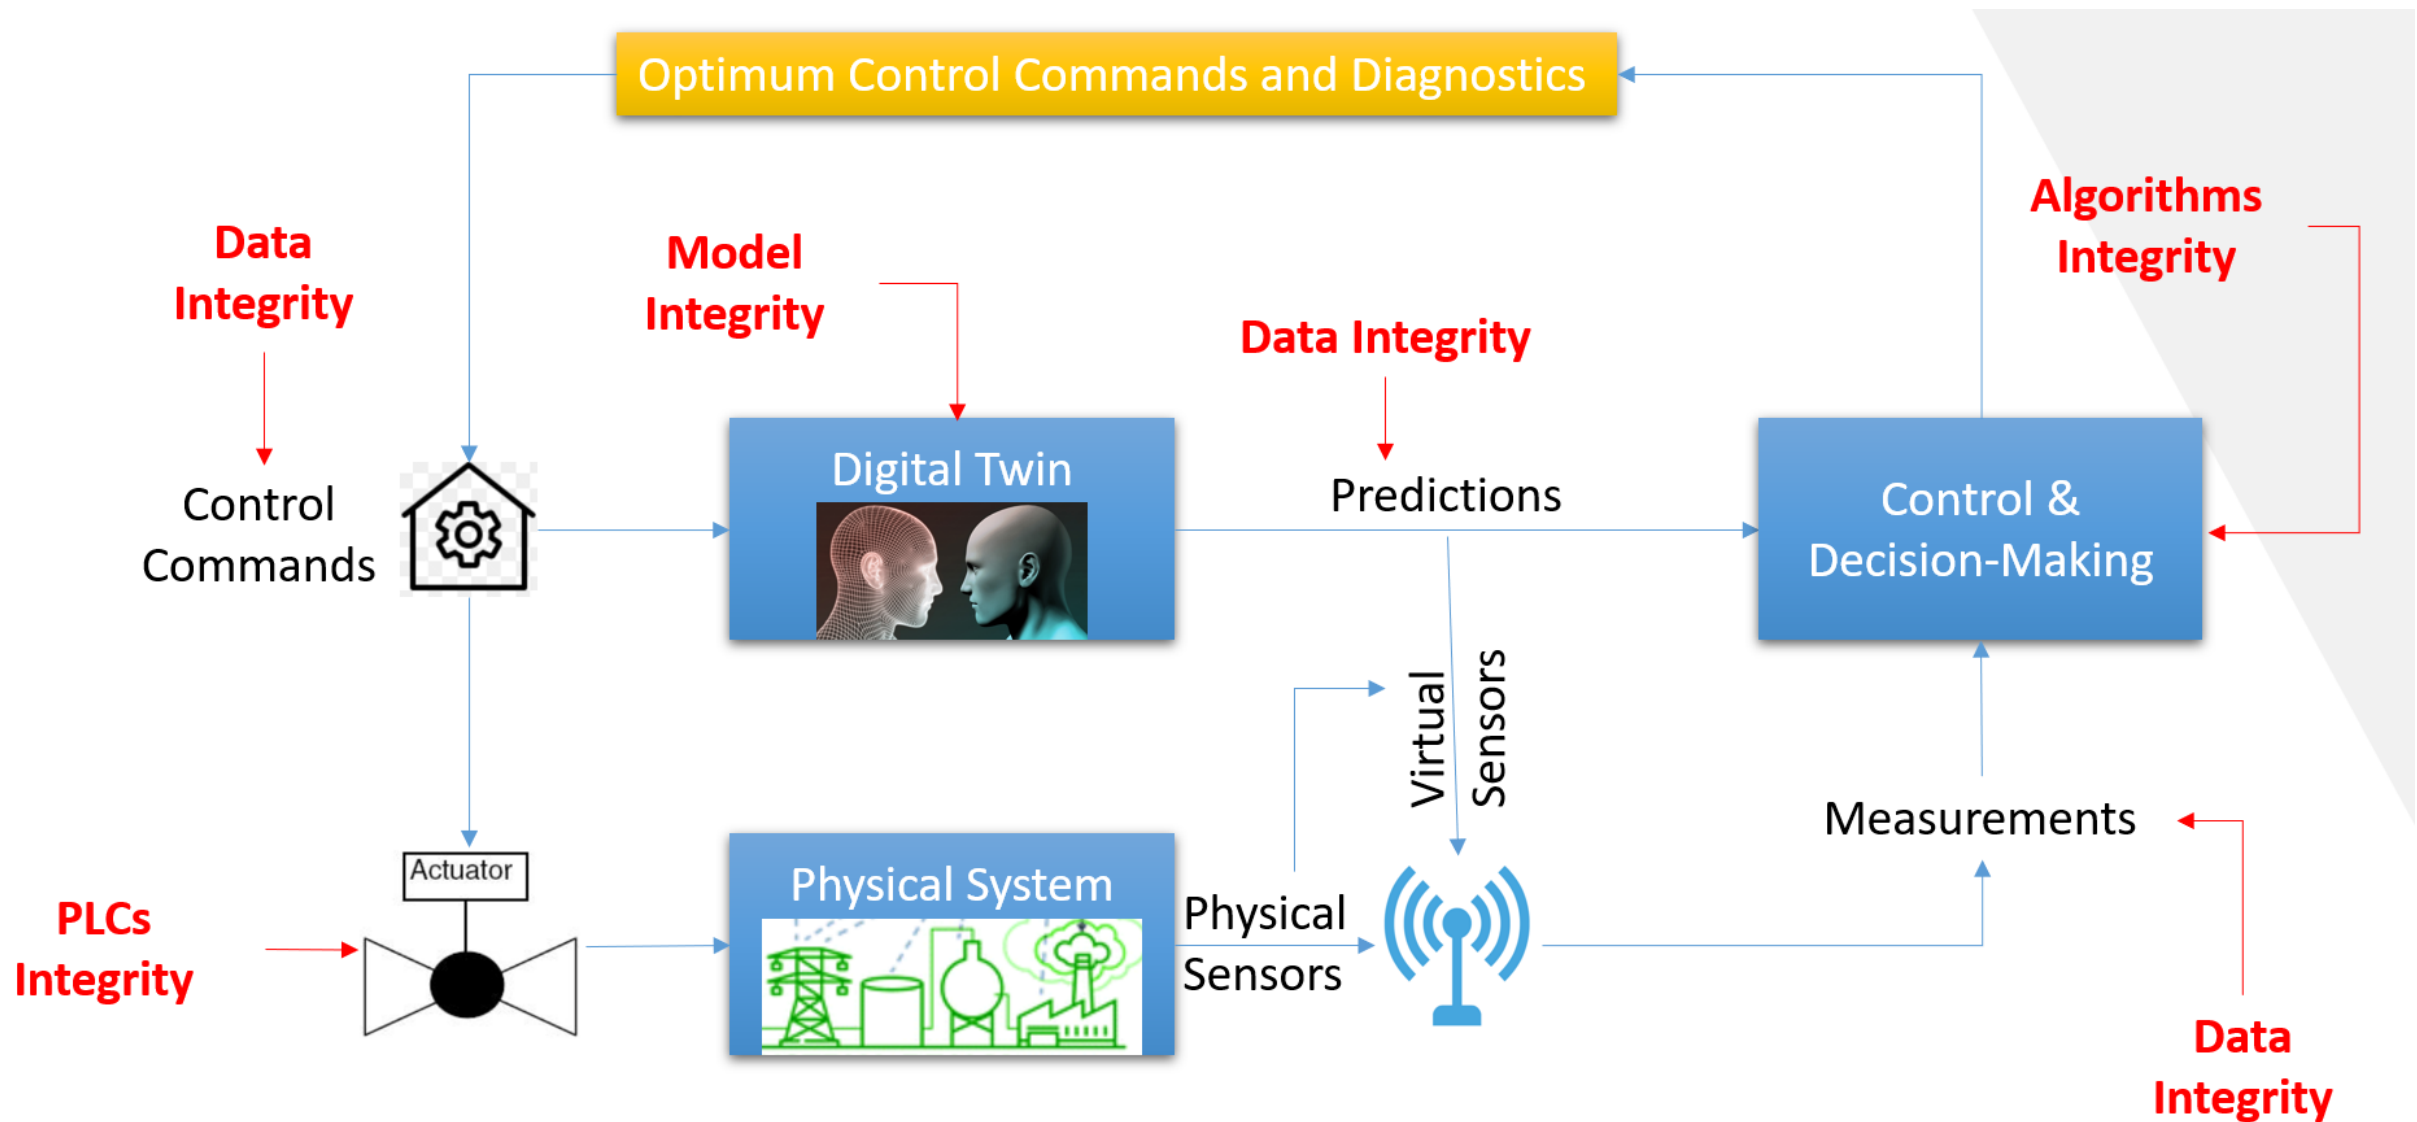 Optimum Control Commands and Diagnostics
Algorithms
Integrity
Data
Integrity
Model
Integrity
Data Integrity
Control
Commands
Digital Twin
Predictions
Control &
Decision-Making
Virtual
Sensors
Measurements
Actuator
PLCs
Integrity
Physical System
Physical
Sensors
Data
Integrity